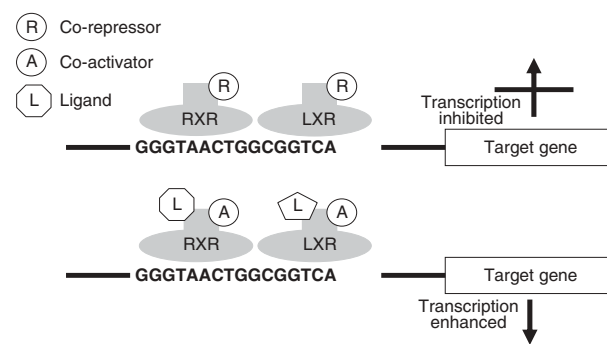 R Co-repressor
A Co-activator
L Ligand
R R
RXR LXR
GGGTAACTGGCGGTCA
Transcription
inhibited
Target gene
L A L A
RXR LXR
GGGTAACTGGCGGTCA
Target gene
Transcription
enhanced